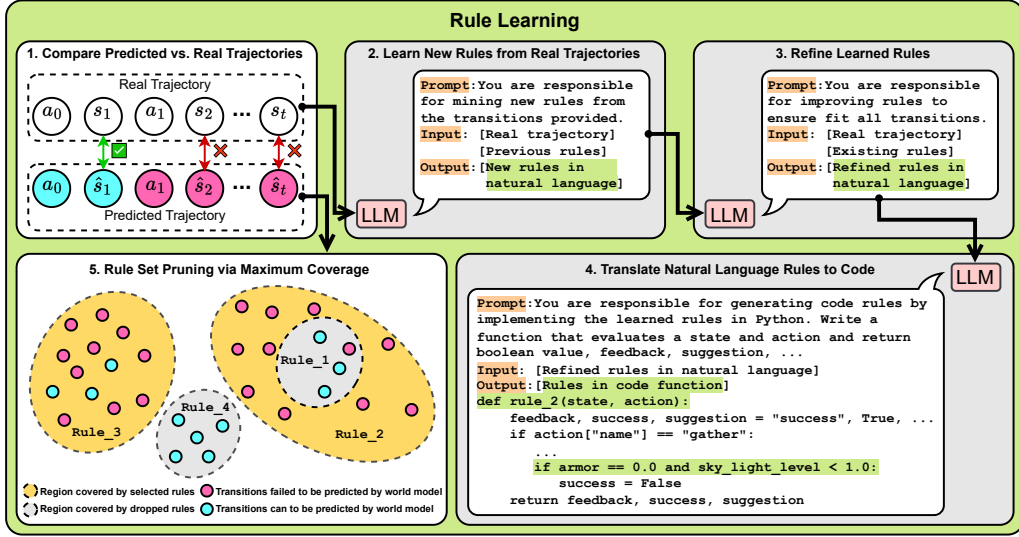 Rule Learning
1. Compare Predicted vs. Real Trajectories
Real Trajectory
a₀ s₁ a₁ s₂ ... sₜ
a₀ ŝ₁ a₁ ŝ₂ ... ŝₜ
Predicted Trajectory
2. Learn New Rules from Real Trajectories
Prompt:You are responsible
for mining new rules from
the transitions provided.
Input: [Real trajectory]
[Previous rules]
Output:[New rules in
natural language]
LLM
3. Refine Learned Rules
Prompt:You are responsible
for improving rules to
ensure fit all transitions.
Input: [Real trajectory]
[Existing rules]
Output:[Refined rules in
natural language]
LLM
4. Translate Natural Language Rules to Code
LLM
Prompt:You are responsible for generating code rules by
implementing the learned rules in Python. Write a
function that evaluates a state and action and return
boolean value, feedback, suggestion, ...
Input: [Refined rules in natural language]
Output:[Rules in code function]
def rule_2(state, action):
feedback, success, suggestion = "success", True, ...
if action["name"] == "gather":
...
if armor == 0.0 and sky_light_level < 1.0:
success = False
return feedback, success, suggestion
5. Rule Set Pruning via Maximum Coverage
Rule_1
Rule_4
Rule_3
Rule_2
Region covered by selected rules
Transitions failed to be predicted by world model
Region covered by dropped rules
Transitions can to be predicted by world model